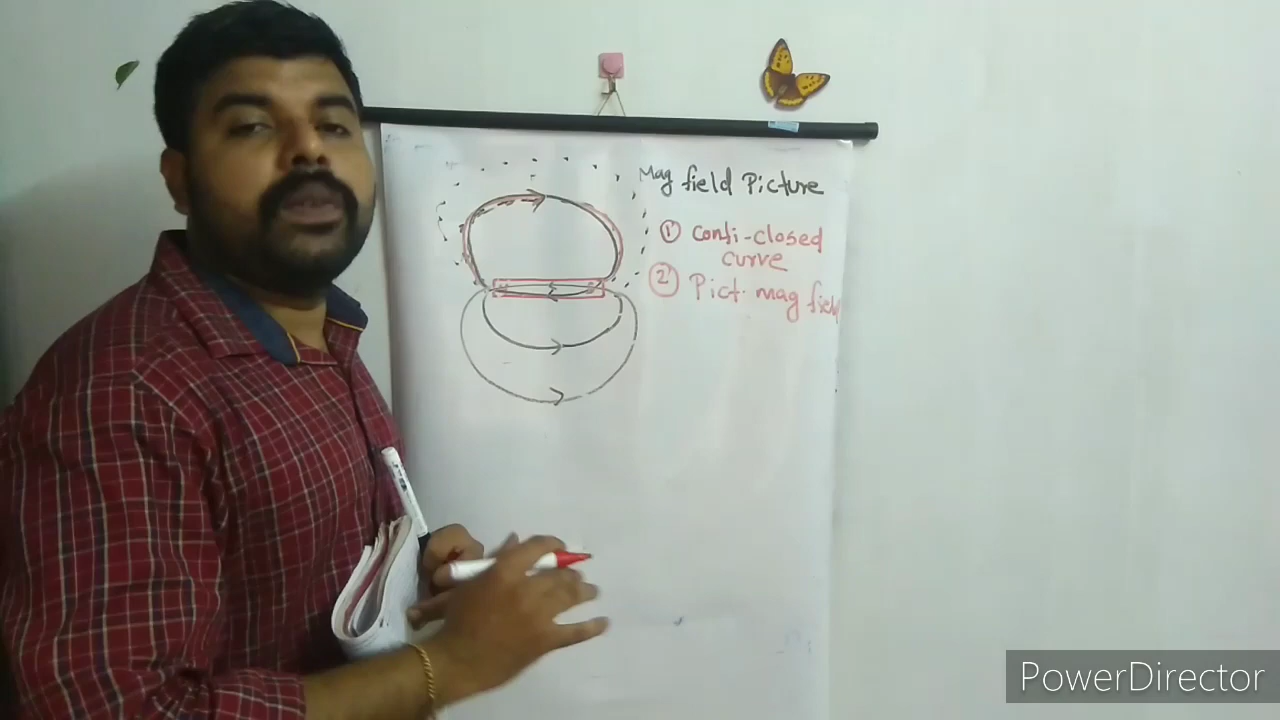 Mag field Picture
① Conti-closed
curve
② Pict. mag field
PowerDirector